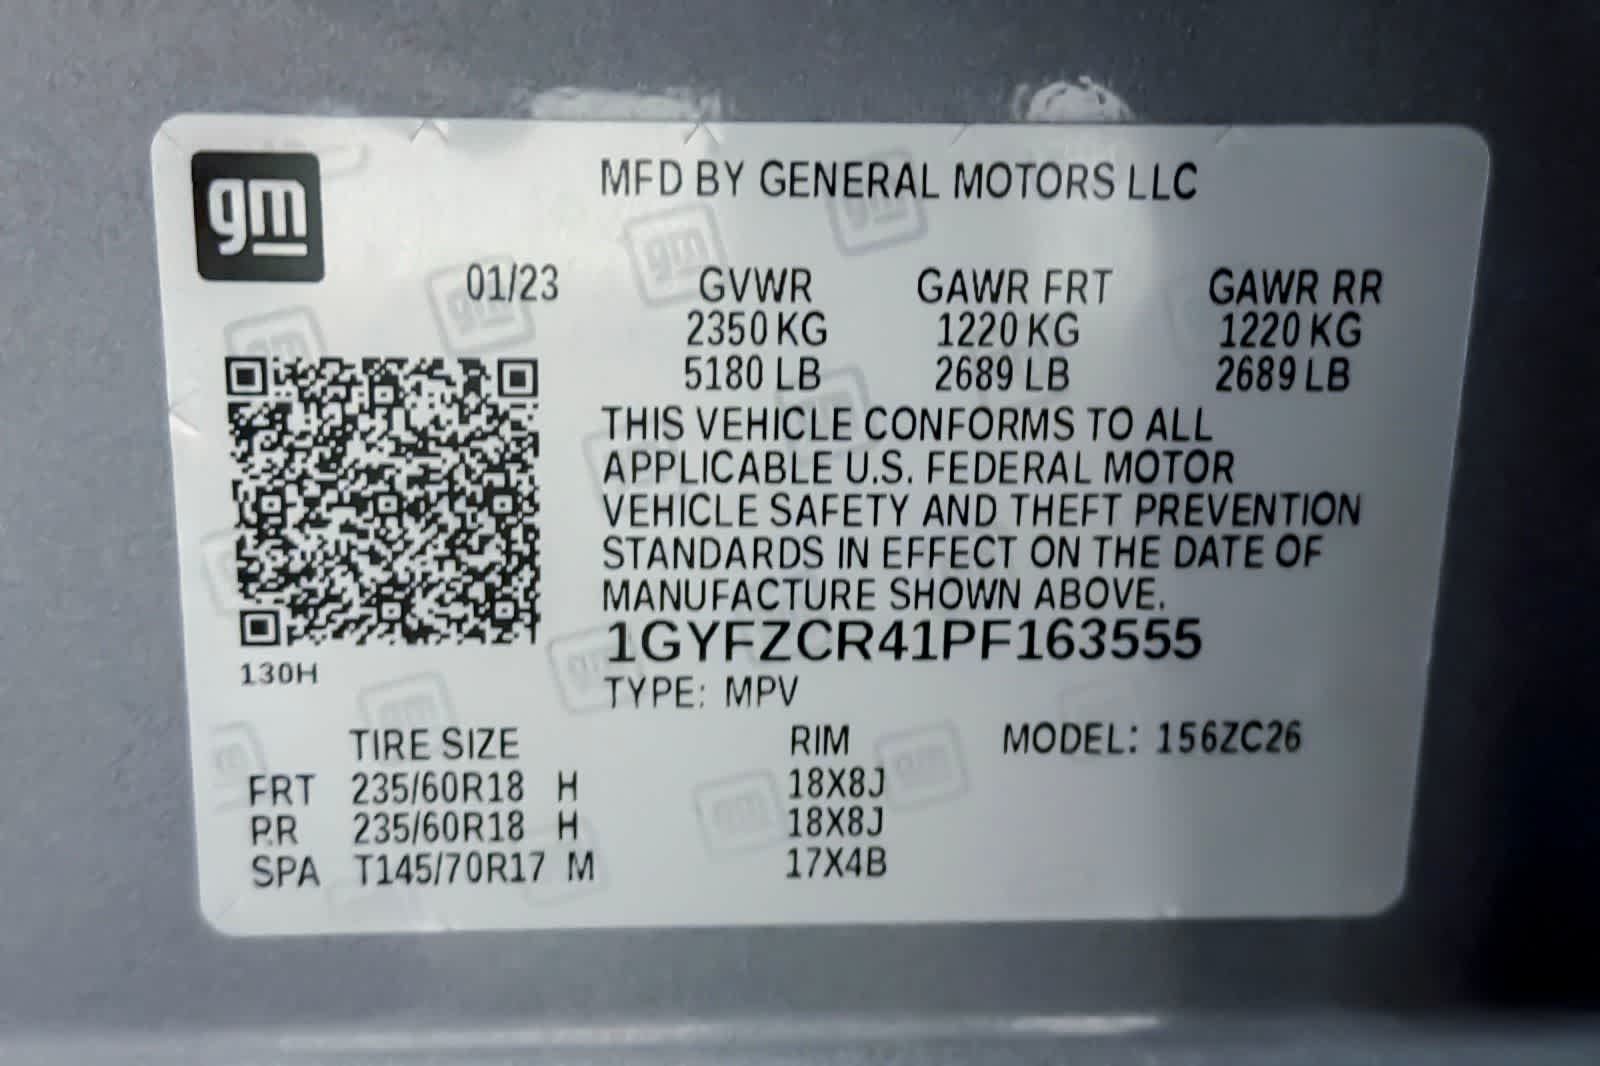 gm
MFD BY GENERAL MOTORS LLC
01/23 GVWR GAWR FRT GAWR RR
2350 KG 1220 KG 1220 KG
5180 LB 2689 LB 2689 LB
THIS VEHICLE CONFORMS TO ALL
APPLICABLE U.S. FEDERAL MOTOR
VEHICLE SAFETY AND THEFT PREVENTION
STANDARDS IN EFFECT ON THE DATE OF
MANUFACTURE SHOWN ABOVE.
1GYFZCR41PF163555
130H
TYPE: MPV
TIRE SIZE RIM MODEL: 156ZC26
FRT 235/60R18 H 18X8J
RR 235/60R18 H 18X8J
SPA T145/70R17 M 17X4B